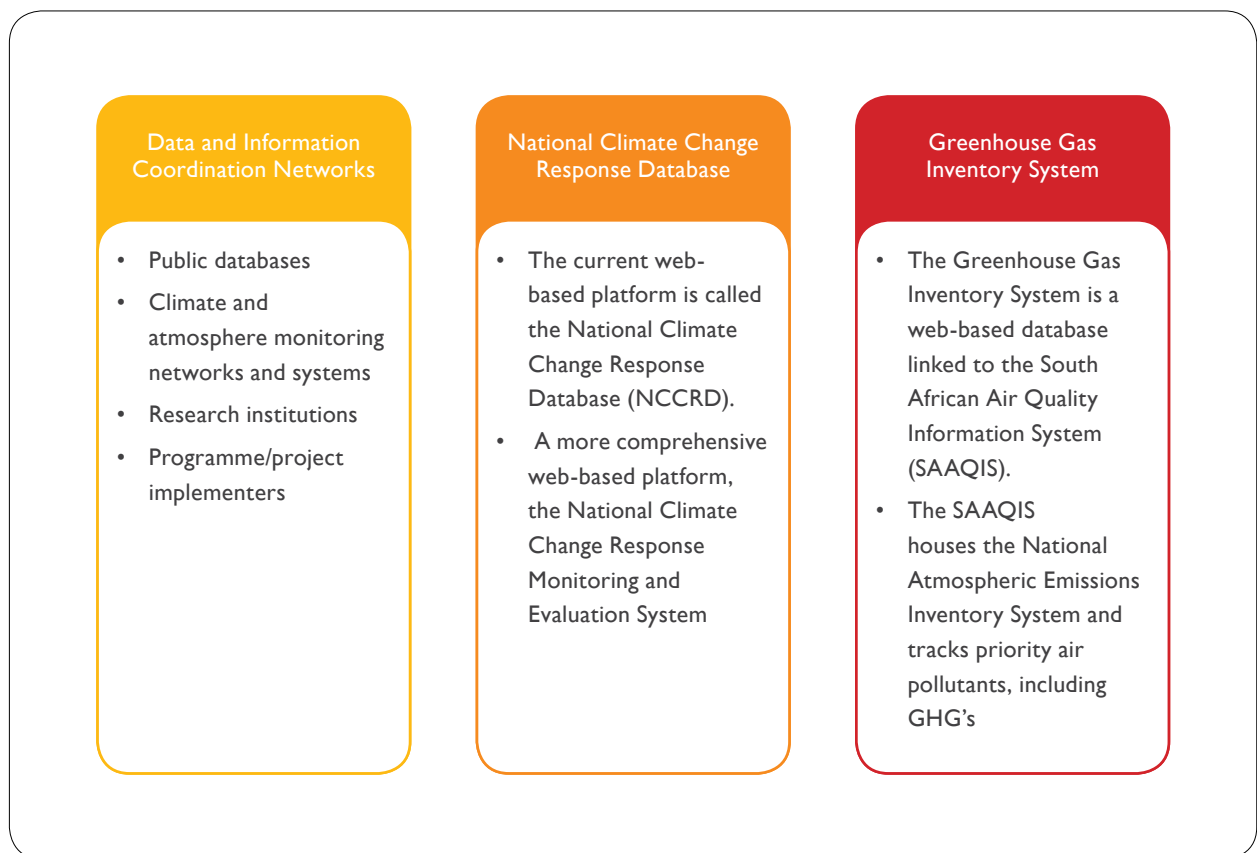 Data and Information
Coordination Networks
• Public databases
• Climate and
atmosphere monitoring
networks and systems
• Research institutions
• Programme/project
implementers
National Climate Change
Response Database
• The current web-
based platform is called
the National Climate
Change Response
Database (NCCRD).
• A more comprehensive
web-based platform,
the National Climate
Change Response
Monitoring and
Evaluation System
Greenhouse Gas
Inventory System
• The Greenhouse Gas
Inventory System is a
web-based database
linked to the South
African Air Quality
Information System
(SAAQIS).
• The SAAQIS
houses the National
Atmospheric Emissions
Inventory System and
tracks priority air
pollutants, including
GHG’s